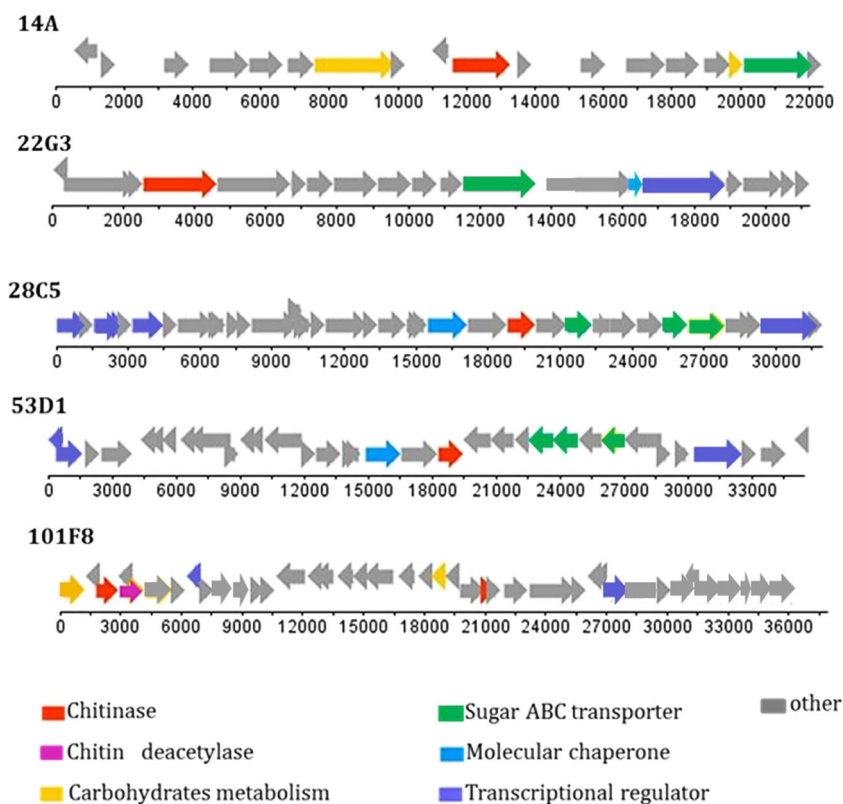 14A
0 2000 4000 6000 8000 10000 12000 14000 16000 18000 20000 22000
22G3
0 2000 4000 6000 8000 10000 12000 14000 16000 18000 20000
28C5
0 3000 6000 9000 12000 15000 18000 21000 24000 27000 30000
53D1
0 3000 6000 9000 12000 15000 18000 21000 24000 27000 33000
101F8
0 3000 6000 9000 12000 15000 18000 21000 24000 27000 30000 33000 36000
Chitinase Sugar ABC transporter other
Chitin deacetylase Molecular chaperone
Carbohydrates metabolism Transcriptional regulator